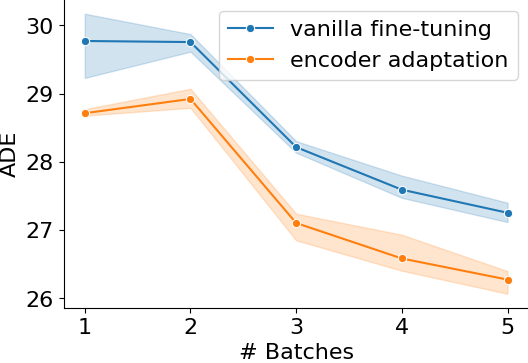 vanilla fine-tuning
encoder adaptation
30
29
28
27
26
ADE
1 2 3 4 5
# Batches